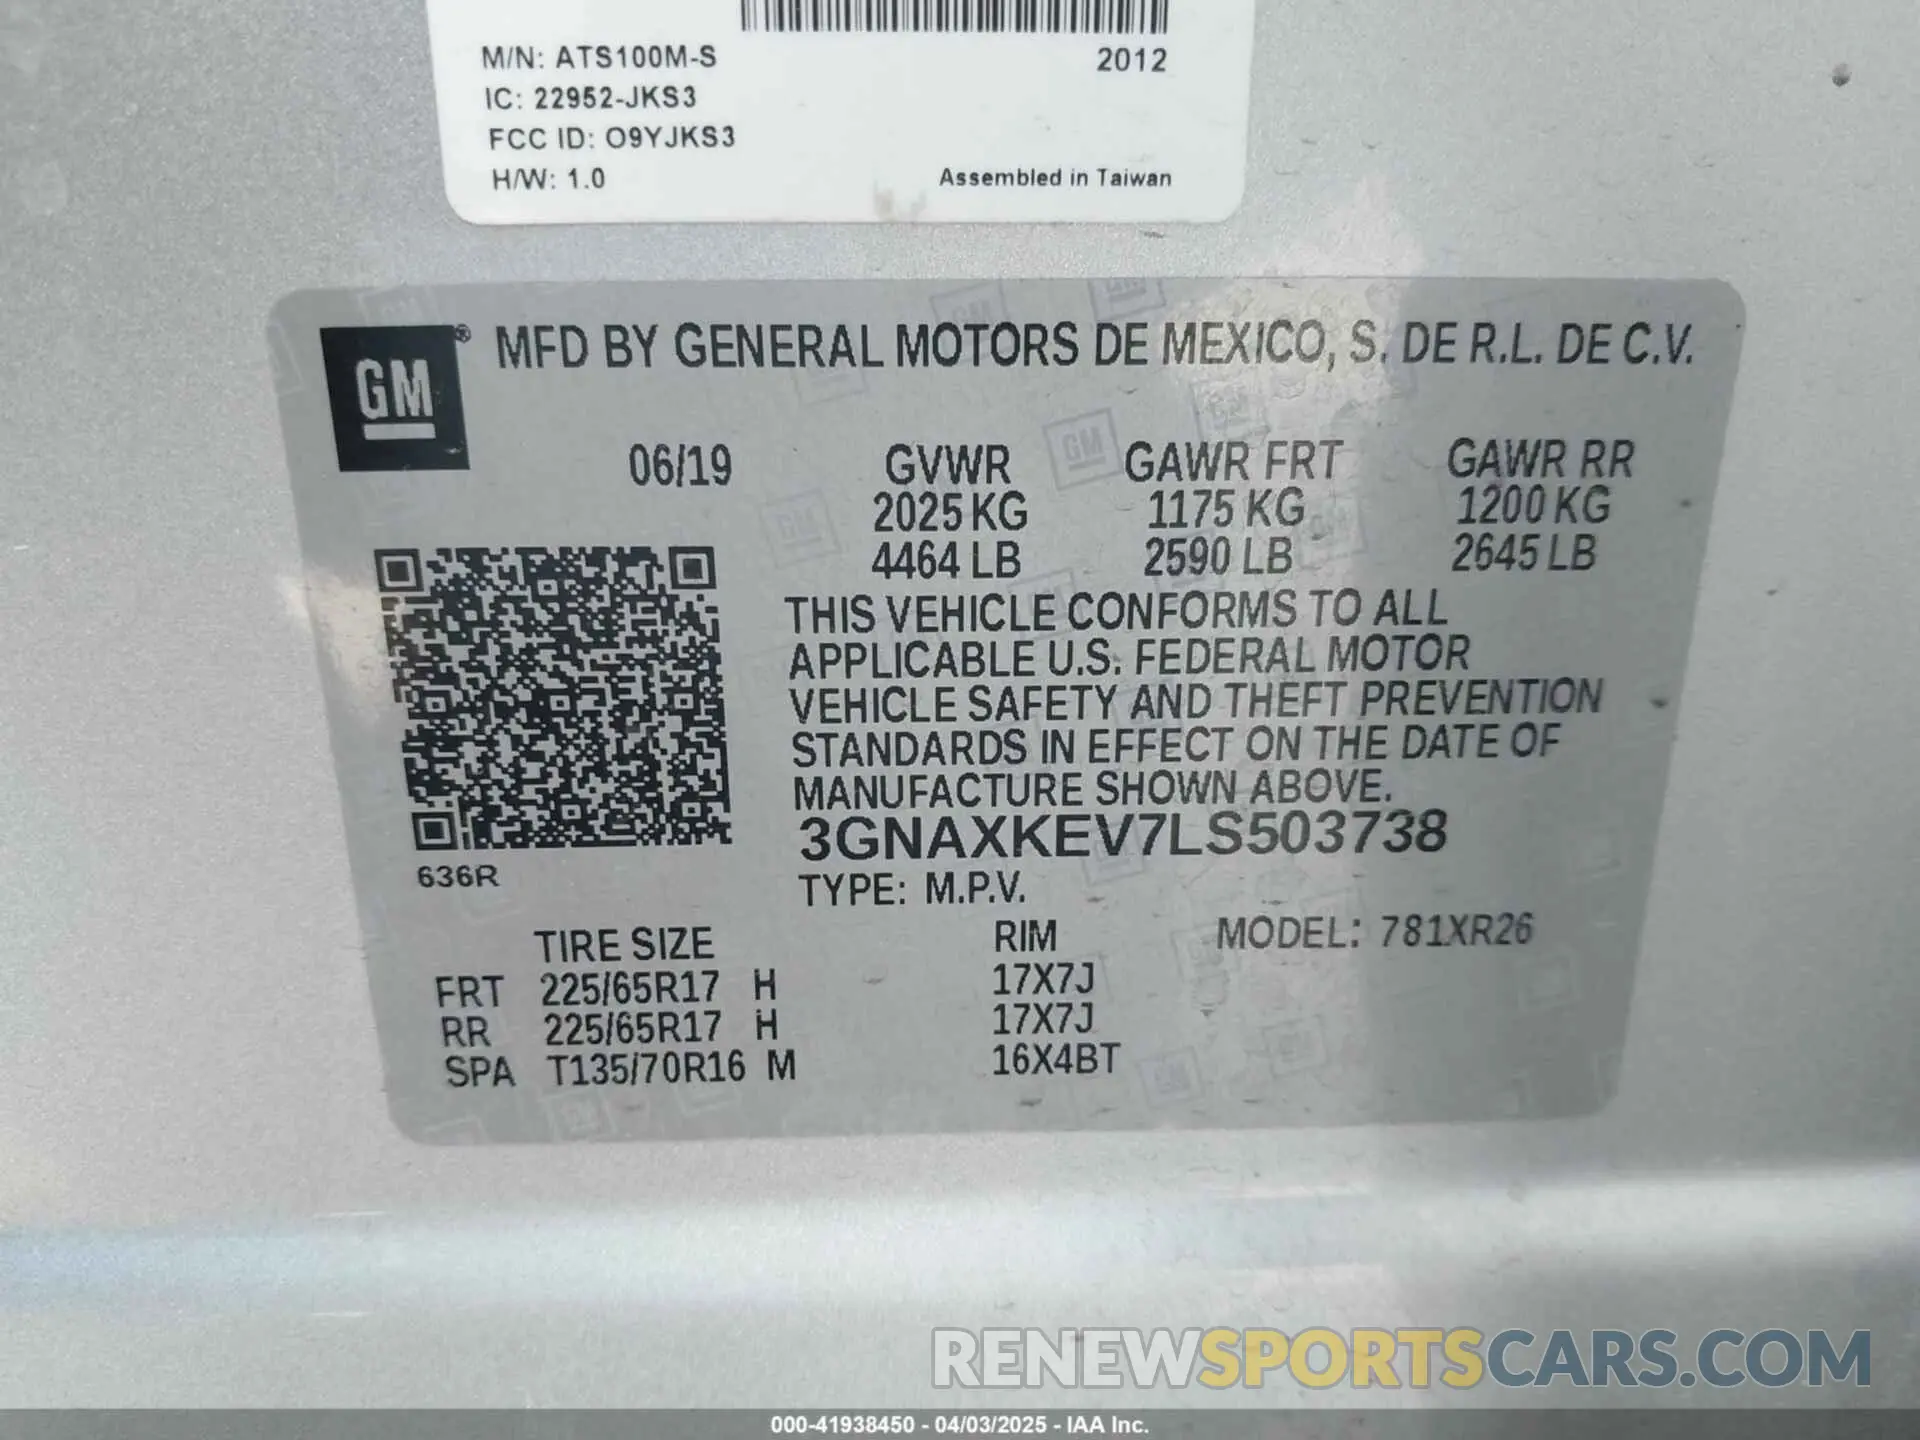 M/N: ATS100M-S 2012
IC: 22952-JKS3
FCC ID: O9YJKS3
H/W: 1.0 Assembled in Taiwan
GM® MFD BY GENERAL MOTORS DE MEXICO, S. DE R.L. DE C.V.
06/19 GVWR GAWR FRT GAWR RR
2025 KG 1175 KG 1200 KG
4464 LB 2590 LB 2645 LB
THIS VEHICLE CONFORMS TO ALL
APPLICABLE U.S. FEDERAL MOTOR
VEHICLE SAFETY AND THEFT PREVENTION
STANDARDS IN EFFECT ON THE DATE OF
MANUFACTURE SHOWN ABOVE.
3GNAXKEV7LS503738
636R
TYPE: M.P.V.
TIRE SIZE RIM MODEL: 781XR26
FRT 225/65R17 H 17X7J
RR 225/65R17 H 17X7J
SPA T135/70R16 M 16X4BT
RENEWSPORTSCARS.COM
000-41938450 - 04/03/2025 - IAA Inc.